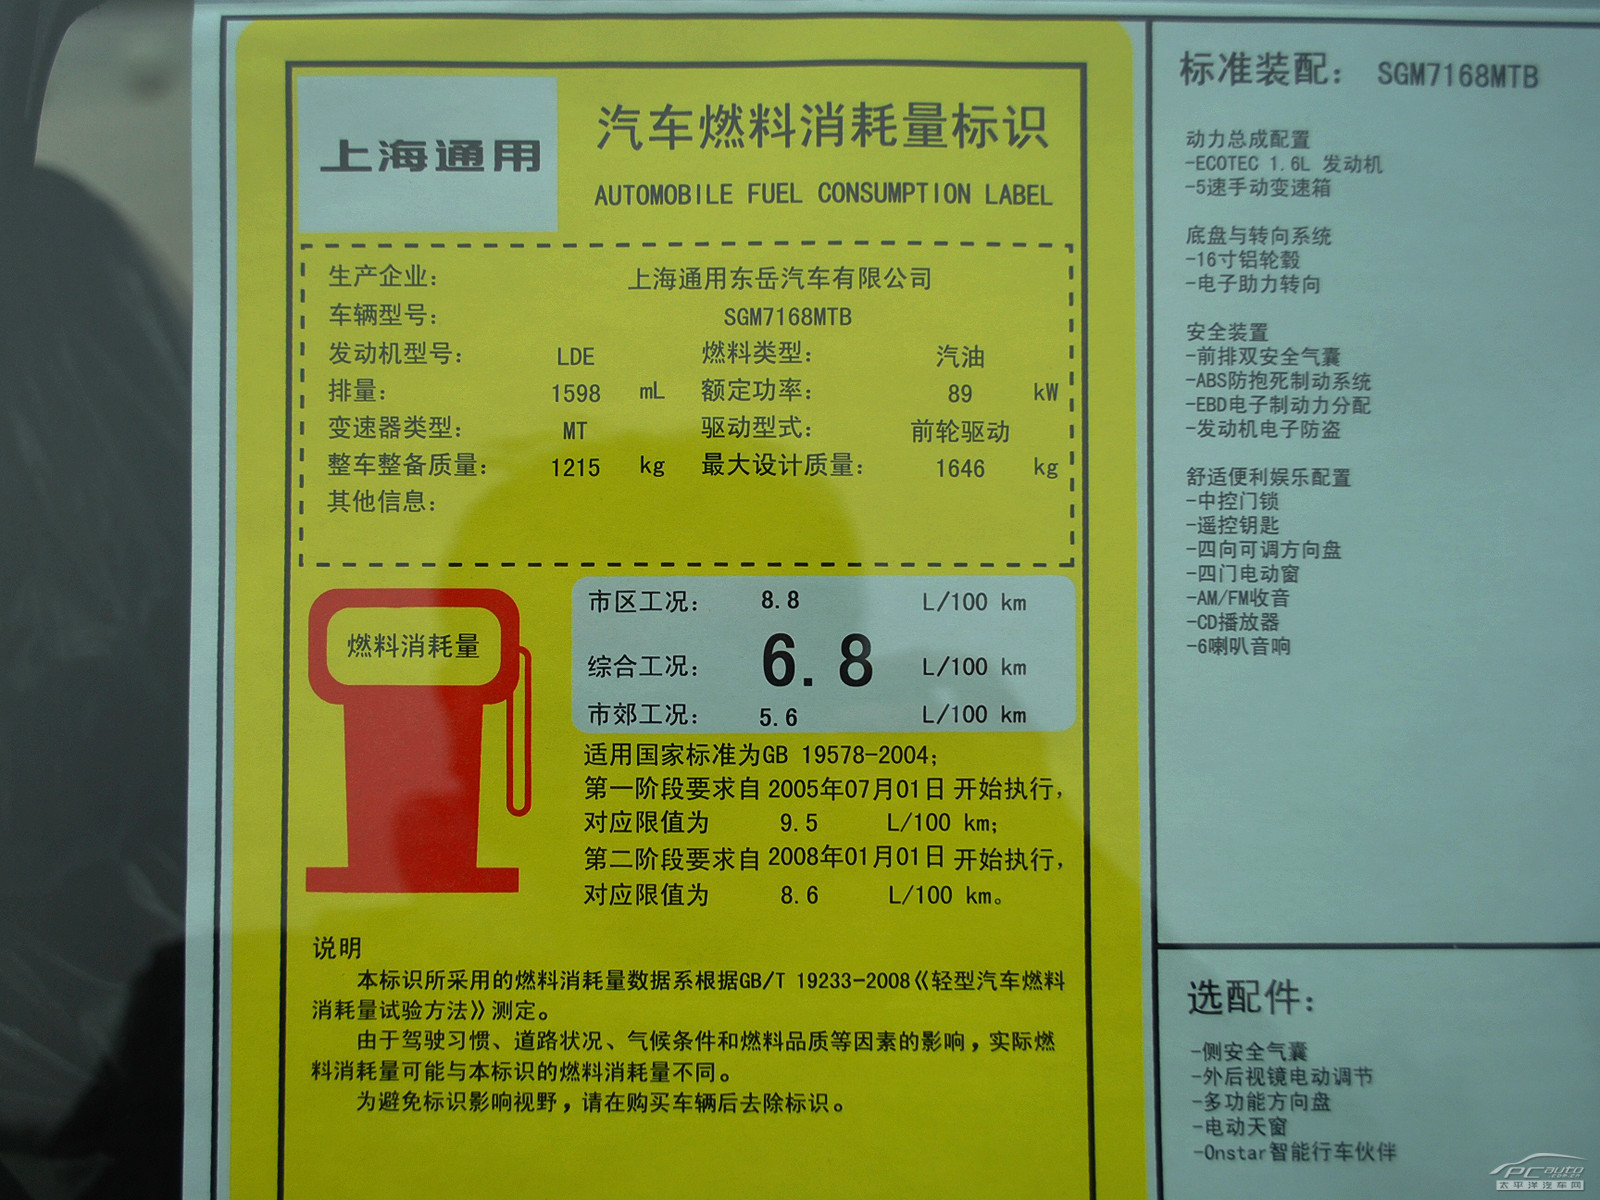 上海通用
汽车燃料消耗量标识
AUTOMOBILE FUEL CONSUMPTION LABEL
生产企业: 上海通用东岳汽车有限公司
车辆型号: SGM7168MTB
发动机型号: LDE 燃料类型: 汽油
排量: 1598 mL 额定功率: 89 kW
变速器类型: MT 驱动型式: 前轮驱动
整车整备质量: 1215 kg 最大设计质量: 1646 kg
其他信息:
燃料消耗量
市区工况: 8.8 L/100 km
综合工况: 6.8 L/100 km
市郊工况: 5.6 L/100 km
适用国家标准为GB 19578-2004;
第一阶段要求自 2005年07月01日 开始执行,
对应限值为 9.5 L/100 km;
第二阶段要求自 2008年01月01日 开始执行,
对应限值为 8.6 L/100 km。
说明
本标识所采用的燃料消耗量数据系根据GB/T 19233-2008《轻型汽车燃料
消耗量试验方法》测定。
由于驾驶习惯、道路状况、气候条件和燃料品质等因素的影响，实际燃
料消耗量可能与本标识的燃料消耗量不同。
为避免标识影响视野，请在购买车辆后去除标识。
标准装配: SGM7168MTB
动力总成配置
-ECOTEC 1.6L 发动机
-5速手动变速箱
底盘与转向系统
-16寸铝轮毂
-电子助力转向
安全装置
-前排双安全气囊
-ABS防抱死制动系统
-EBD电子制动力分配
-发动机电子防盗
舒适便利娱乐配置
-中控门锁
-遥控钥匙
-四向可调方向盘
-四门电动窗
-AM/FM收音
-CD播放器
-6喇叭音响
选配件:
-侧安全气囊
-外后视镜电动调节
-多功能方向盘
-电动天窗
-Onstar智能行车伙伴
PCauto
太平洋汽车网